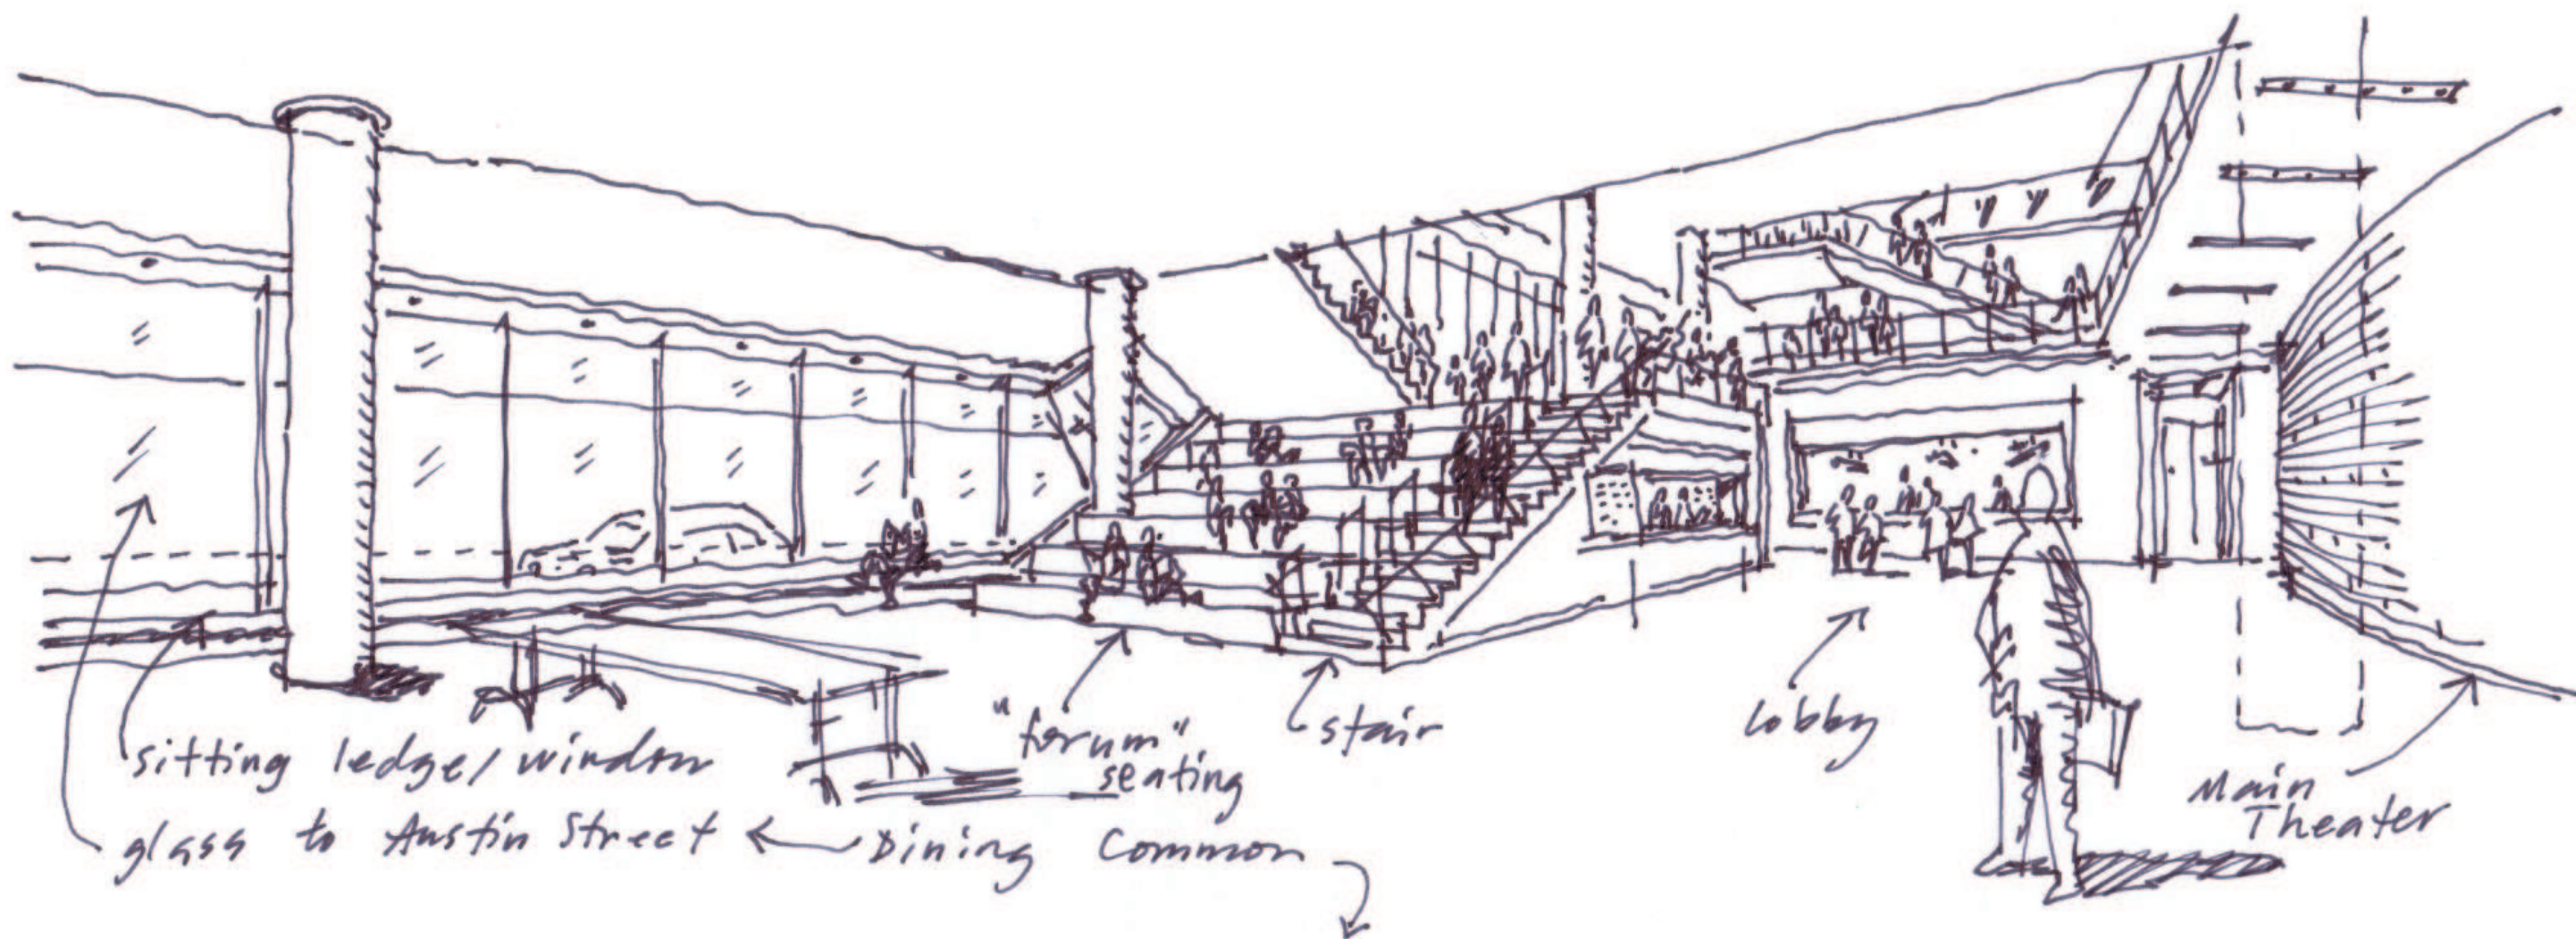 sitting ledge/window
glass to Austin Street
Dining Common
"forum"
seating
stair
lobby
Main
Theater